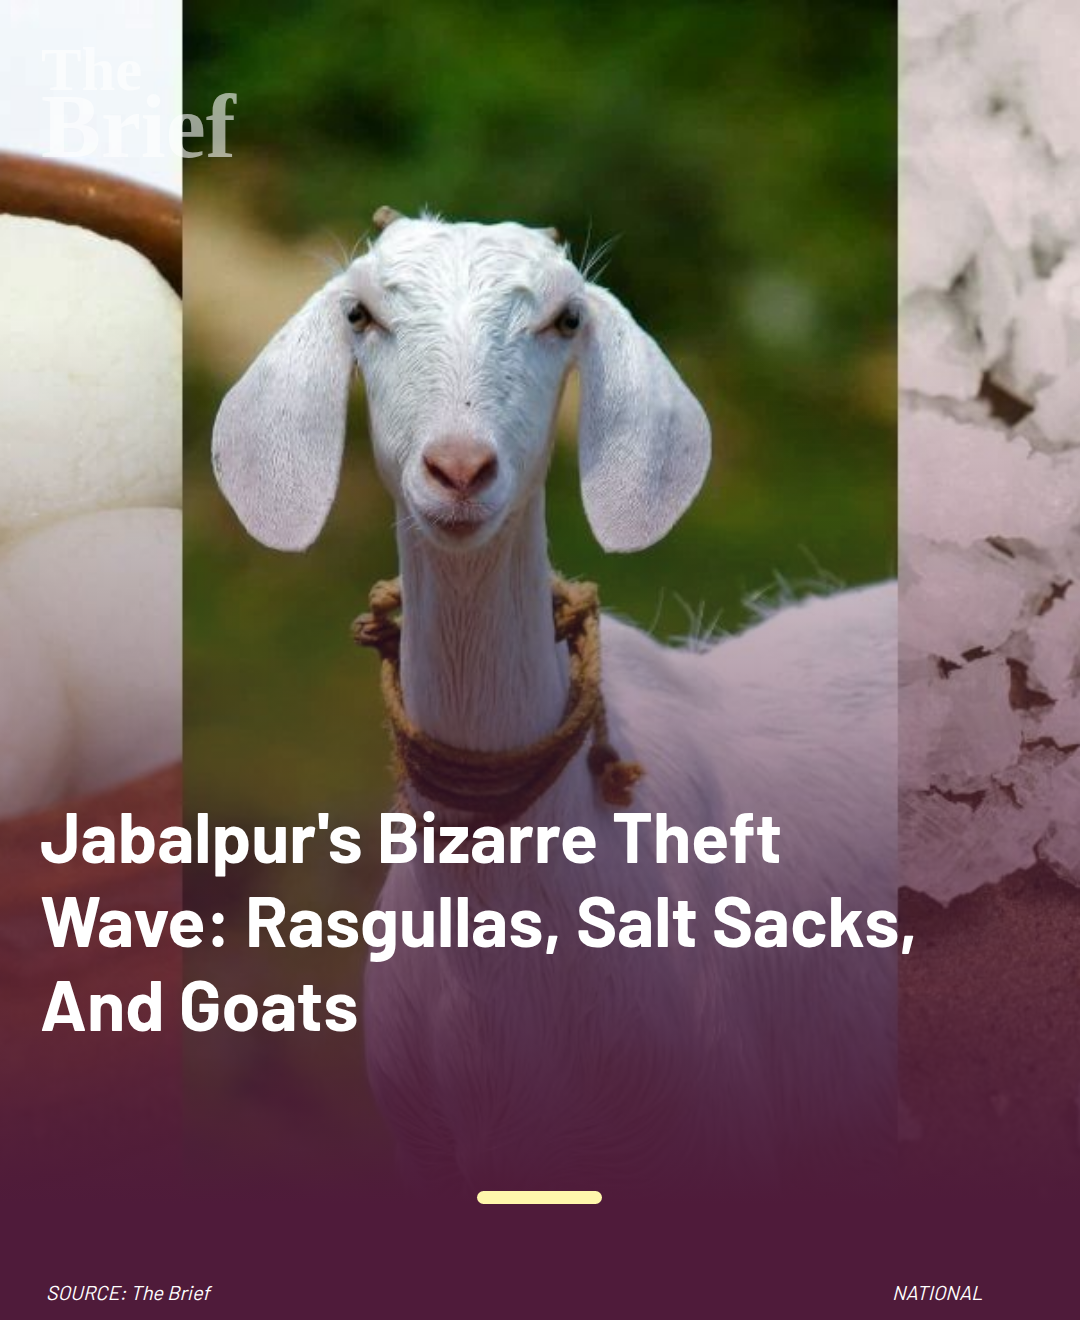 The
Brief
Jabalpur's Bizarre Theft
Wave: Rasgullas, Salt Sacks,
And Goats
SOURCE: The Brief
NATIONAL